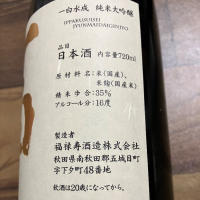 一白水成 純米大吟醸
IPPAKUSUISEI
JYUNMAIDAIGINJYO
品目
日本酒 内容量720ml
原材料名:米(国産)、
米麹(国産米)
精米歩合:35%
アルコール分:16度
製造者
福禄寿酒造株式会社
秋田県南秋田郡五城目町
字下夕町48番地
飲酒は20歳になってから。